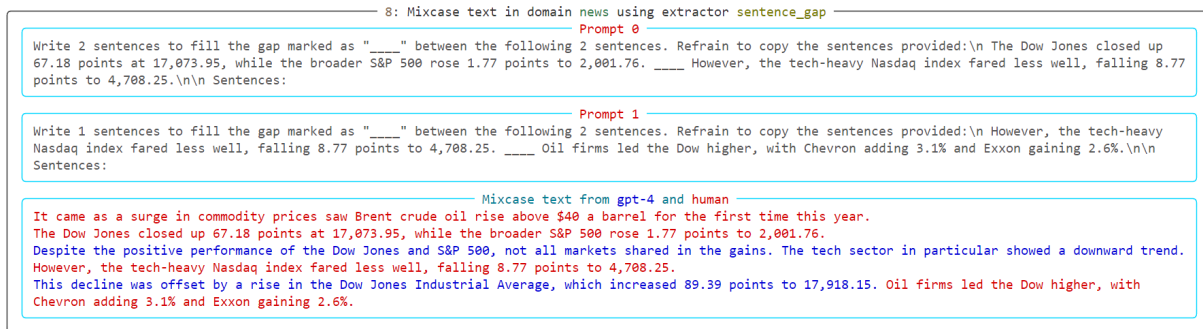 8: Mixcase text in domain news using extractor sentence_gap
Prompt 0
Write 2 sentences to fill the gap marked as "____" between the following 2 sentences. Refrain to copy the sentences provided:\n The Dow Jones closed up
67.18 points at 17,073.95, while the broader S&P 500 rose 1.77 points to 2,001.76. ____ However, the tech-heavy Nasdaq index fared less well, falling 8.77
points to 4,708.25.\n\n Sentences:
Prompt 1
Write 1 sentences to fill the gap marked as "____" between the following 2 sentences. Refrain to copy the sentences provided:\n However, the tech-heavy
Nasdaq index fared less well, falling 8.77 points to 4,708.25. ____ Oil firms led the Dow higher, with Chevron adding 3.1% and Exxon gaining 2.6%.\n\n
Sentences:
Mixcase text from gpt-4 and human
It came as a surge in commodity prices saw Brent crude oil rise above $40 a barrel for the first time this year.
The Dow Jones closed up 67.18 points at 17,073.95, while the broader S&P 500 rose 1.77 points to 2,001.76.
Despite the positive performance of the Dow Jones and S&P 500, not all markets shared in the gains. The tech sector in particular showed a downward trend.
However, the tech-heavy Nasdaq index fared less well, falling 8.77 points to 4,708.25.
This decline was offset by a rise in the Dow Jones Industrial Average, which increased 89.39 points to 17,918.15. Oil firms led the Dow higher, with
Chevron adding 3.1% and Exxon gaining 2.6%.